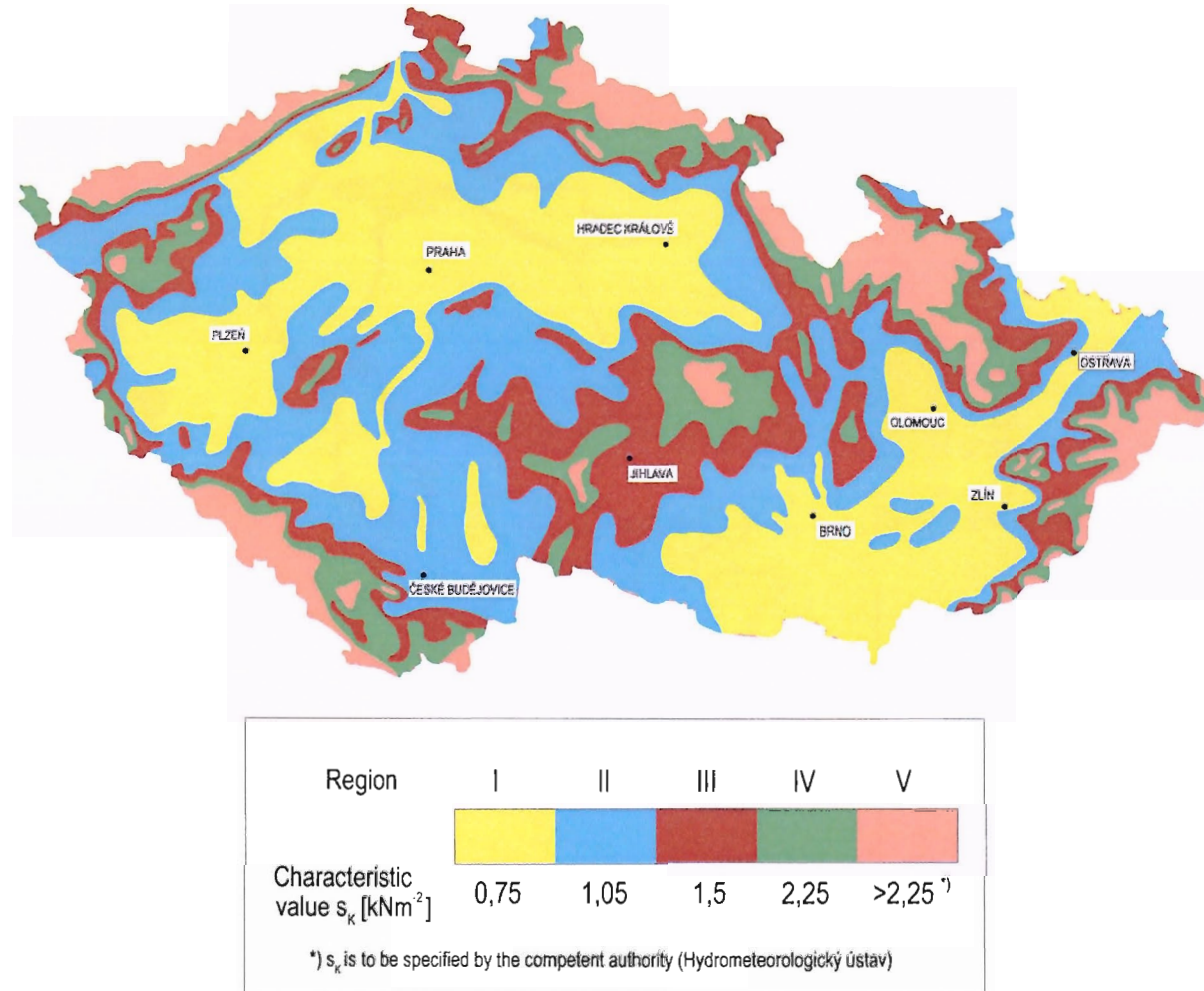 HRADEC KRÁLOVÉ
PRAHA
PLZEŇ
OSTRAVA
OLOMOUC
JIHLAVA
ZLÍN
BRNO
ČESKÉ BUDĚJOVICE
Region I II III IV V
Characteristic
value sₖ [kNm⁻²] 0,75 1,05 1,5 2,25 >2,25 *)
*) sₖ is to be specified by the competent authority (Hydrometeorologický ústav)